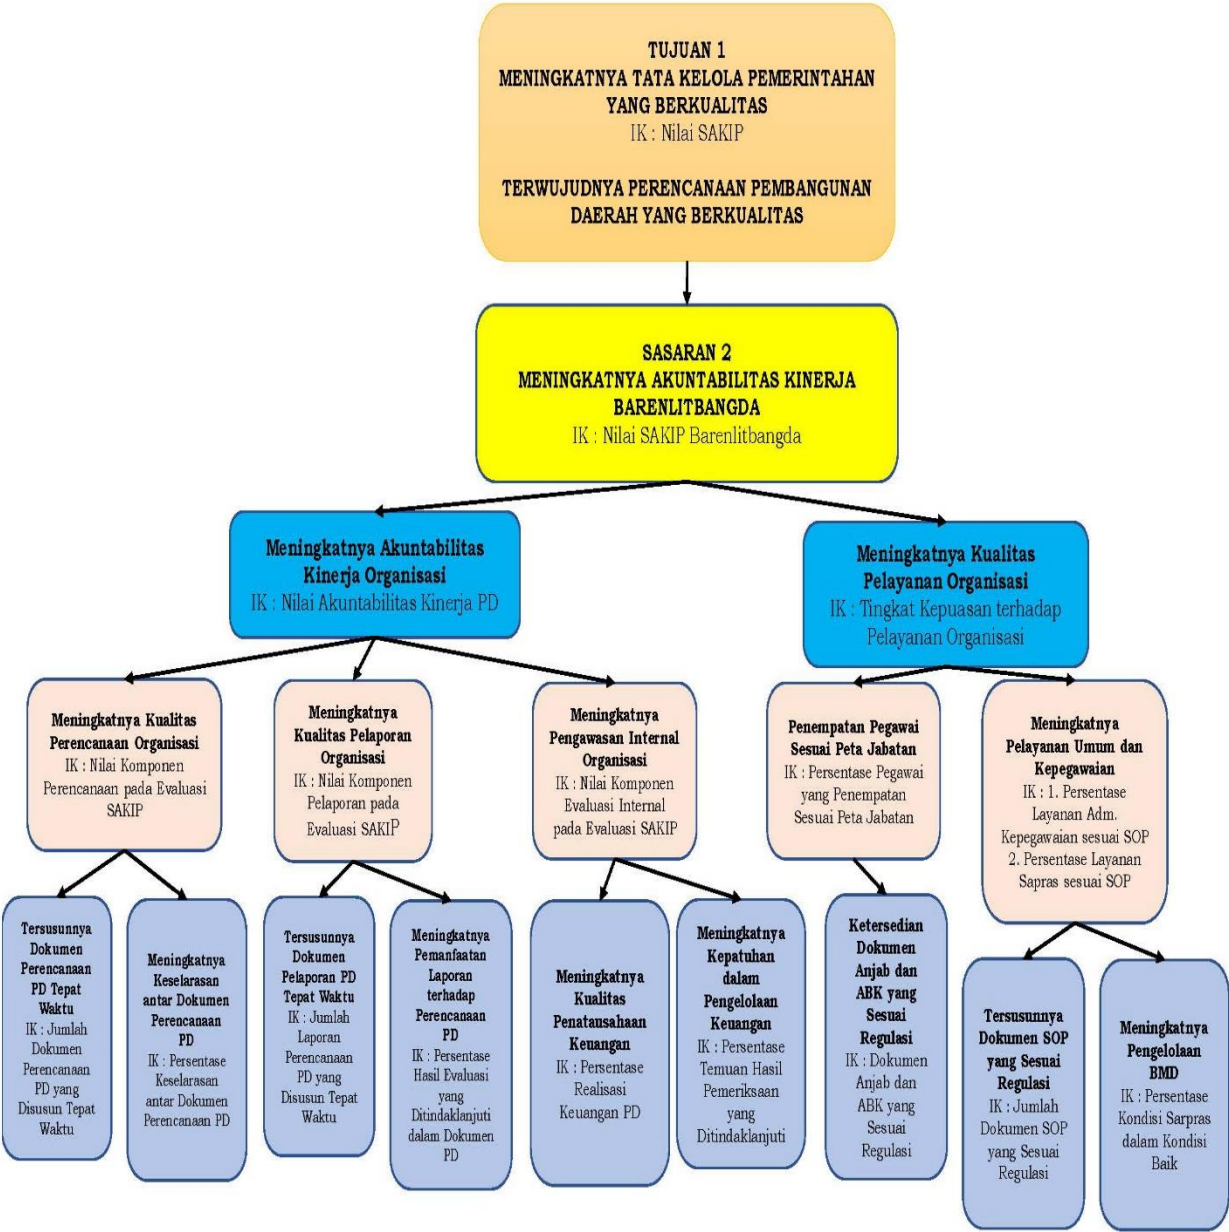 TUJUAN 1
MENINGKATNYA TATA KELOLA PEMERINTAHAN
YANG BERKUALITAS
IK : Nilai SAKIP
TERWUJUDNYA PERENCANAAN PEMBANGUNAN
DAERAH YANG BERKUALITAS
SASARAN 2
MENINGKATNYA AKUNTABILITAS KINERJA
BARENLITBANGDA
IK : Nilai SAKIP Barenlitbangda
Meningkatnya Akuntabilitas
Kinerja Organisasi
IK : Nilai Akuntabilitas Kinerja PD
Meningkatnya Kualitas
Pelayanan Organisasi
IK : Tingkat Kepuasan terhadap
Pelayanan Organisasi
Meningkatnya Kualitas
Perencanaan Organisasi
IK : Nilai Komponen
Perencanaan pada Evaluasi
SAKIP
Meningkatnya
Kualitas Pelaporan
Organisasi
IK : Nilai Komponen
Pelaporan pada
Evaluasi SAKIP
Meningkatnya
Pengawasan Internal
Organisasi
IK : Nilai Komponen
Evaluasi Internal
pada Evaluasi SAKIP
Penempatan Pegawai
Sesuai Peta Jabatan
IK : Persentase Pegawai
yang Penempatan
Sesuai Peta Jabatan
Meningkatnya
Pelayanan Umum dan
Kepegawaian
IK : 1. Persentase
Layanan Adm.
Kepegawaian sesuai SOP
2. Persentase Layanan
Sapras sesuai SOP
Tersusunnya
Dokumen
Perencanaan
PD Tepat
Waktu
IK : Jumlah
Dokumen
Perencanaan
PD yang
Disusun Tepat
Waktu
Meningkatnya
Keselarasan
antar Dokumen
Perencanaan
PD
IK : Persentase
Keselarasan
antar Dokumen
Perencanaan PD
Tersusunnya
Dokumen
Pelaporan PD
Tepat Waktu
IK : Jumlah
Laporan
Perencanaan
PD yang
Disusun Tepat
Waktu
Meningkatnya
Pemanfaatan
Laporan
terhadap
Perencanaan
PD
IK : Persentase
Hasil Evaluasi
yang
Ditindaklanjuti
dalam Dokumen
PD
Meningkatnya
Kualitas
Penatausahaan
Keuangan
IK : Persentase
Realisasi
Keuangan PD
Meningkatnya
Kepatuhan
dalam
Pengelolaan
Keuangan
IK : Persentase
Temuan Hasil
Pemeriksaan
yang
Ditindaklanjuti
Ketersedian
Dokumen
Anjab dan
ABK yang
Sesuai
Regulasi
IK : Dokumen
Anjab dan
ABK yang
Sesuai
Regulasi
Tersusunnya
Dokumen SOP
yang Sesuai
Regulasi
IK : Jumlah
Dokumen SOP
yang Sesuai
Regulasi
Meningkatnya
Pengelolaan
BMD
IK : Persentase
Kondisi Sarpras
dalam Kondisi
Baik